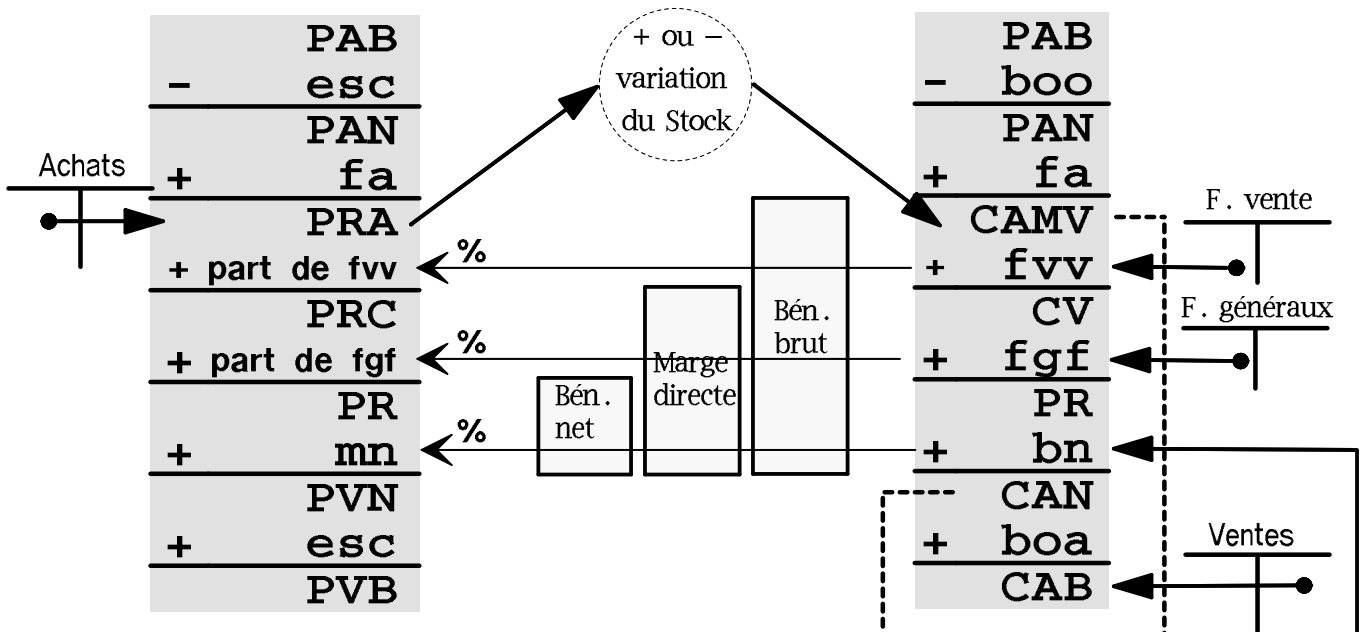 PAB
- esc
PAN
+ fa
PRA
+ part de fvv
PRC
+ part de fgf
PR
+ mn
PVN
+ esc
PVB
Achats
+ ou -
variation
du Stock
%
%
%
Bén.
net
Marge
directe
Bén.
brut
PAB
- boo
PAN
+ fa
CAMV
+ fvv
CV
+ fgf
PR
+ bn
CAN
+ boa
CAB
F. vente
F. généraux
Ventes